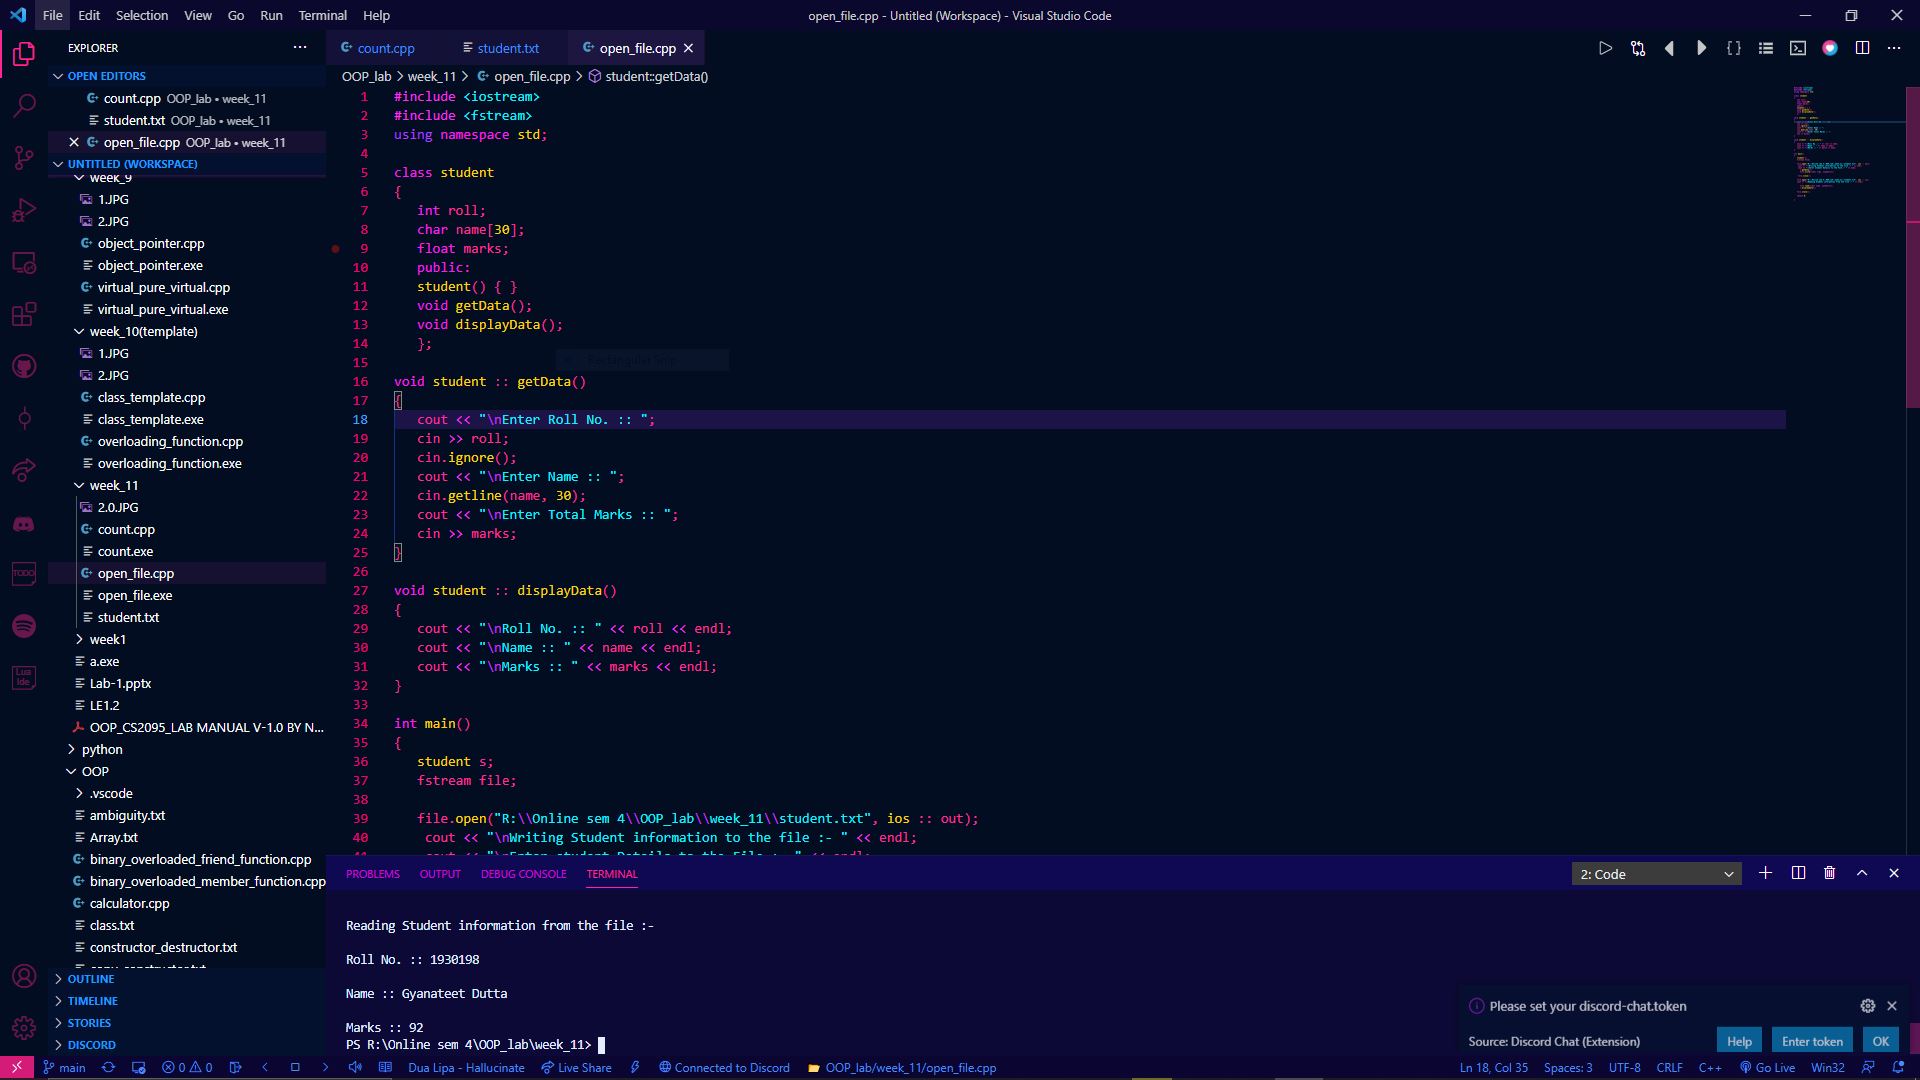 File Edit Selection View Go Run Terminal Help
open_file.cpp - Untitled (Workspace) - Visual Studio Code
EXPLORER
OPEN EDITORS
count.cpp OOP_lab • week_11
student.txt OOP_lab • week_11
open_file.cpp OOP_lab • week_11
UNTITLED (WORKSPACE)
week_9
1.JPG
2.JPG
object_pointer.cpp
object_pointer.exe
virtual_pure_virtual.cpp
virtual_pure_virtual.exe
week_10(template)
1.JPG
2.JPG
class_template.cpp
class_template.exe
overloading_function.cpp
overloading_function.exe
week_11
2.0.JPG
count.cpp
count.exe
open_file.cpp
open_file.exe
student.txt
week1
a.exe
Lab-1.pptx
LE1.2
OOP_CS2095_LAB MANUAL V-1.0 BY N...
python
OOP
.vscode
ambiguity.txt
Array.txt
binary_overloaded_friend_function.cpp
binary_overloaded_member_function.cpp
calculator.cpp
class.txt
constructor_destructor.txt
OUTLINE
TIMELINE
STORIES
DISCORD
TODO
Lua
Ide
count.cpp student.txt open_file.cpp
OOP_lab > week_11 > open_file.cpp > student::getData()
1 #include <iostream>
2 #include <fstream>
3 using namespace std;
4
5 class student
6 {
7 int roll;
8 char name[30];
9 float marks;
10 public:
11 student() { }
12 void getData();
13 void displayData();
14 };
Rectangular Snip
15
16 void student :: getData()
17 {
18 cout << "\nEnter Roll No. :: ";
19 cin >> roll;
20 cin.ignore();
21 cout << "\nEnter Name :: ";
22 cin.getline(name, 30);
23 cout << "\nEnter Total Marks :: ";
24 cin >> marks;
25 }
26
27 void student :: displayData()
28 {
29 cout << "\nRoll No. :: " << roll << endl;
30 cout << "\nName :: " << name << endl;
31 cout << "\nMarks :: " << marks << endl;
32 }
33
34 int main()
35 {
36 student s;
37 fstream file;
38
39 file.open("R:\\Online sem 4\\OOP_lab\\week_11\\student.txt", ios :: out);
40 cout << "\nWriting Student information to the file :- " << endl;
PROBLEMS OUTPUT DEBUG CONSOLE TERMINAL
2: Code
Reading Student information from the file :-
Roll No. :: 1930198
Name :: Gyanateet Dutta
Marks :: 92
PS R:\Online sem 4\OOP_lab\week_11>
Please set your discord-chat.token
Source: Discord Chat (Extension)
Help Enter token OK
main 0 0 Dua Lipa - Hallucinate Live Share Connected to Discord OOP_lab/week_11/open_file.cpp
Ln 18, Col 35 Spaces: 3 UTF-8 CRLF C++ Go Live Win32